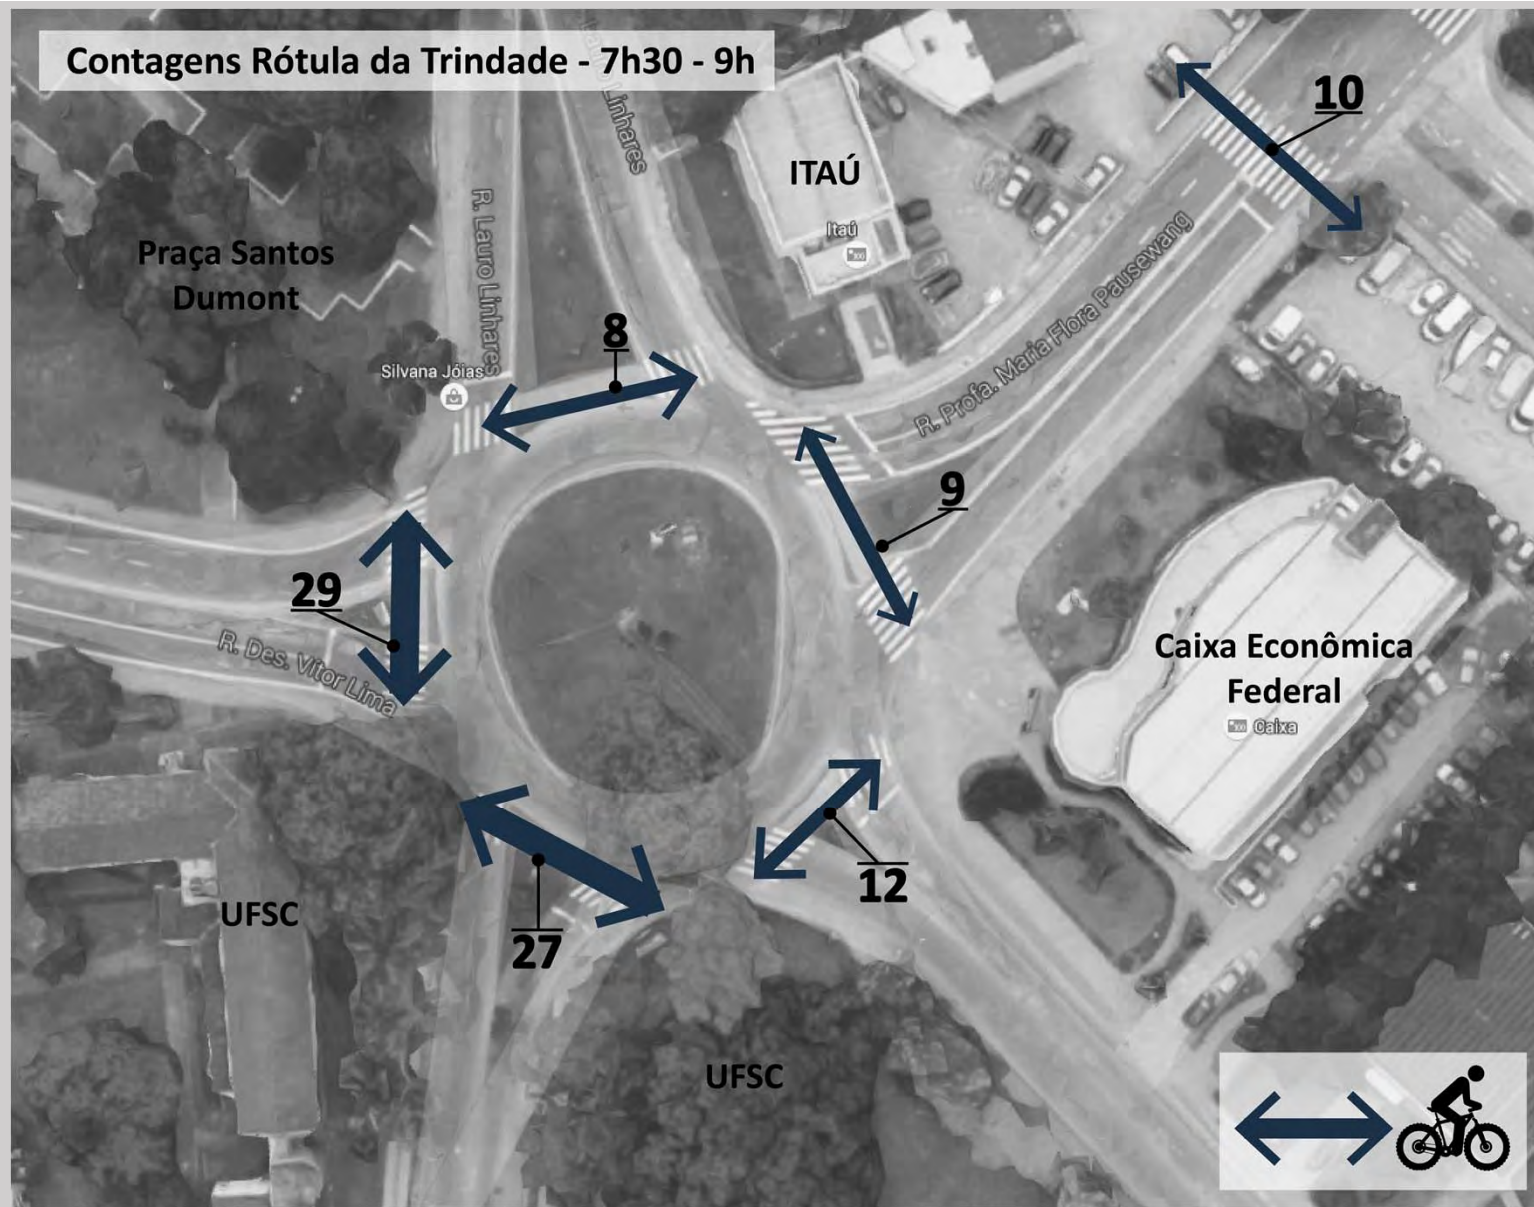 Contagens Rótula da Trindade - 7h30 - 9h
Linhares
10
ITAÚ
Itaú
R. Lauro Linhares
Praça Santos
Dumont
R. Profa. Maria Flora Pausewang
8
Silvana Jóias
9
29
R. Des. Vitor Lima
Caixa Econômica
Federal
Caixa
12
UFSC
27
UFSC